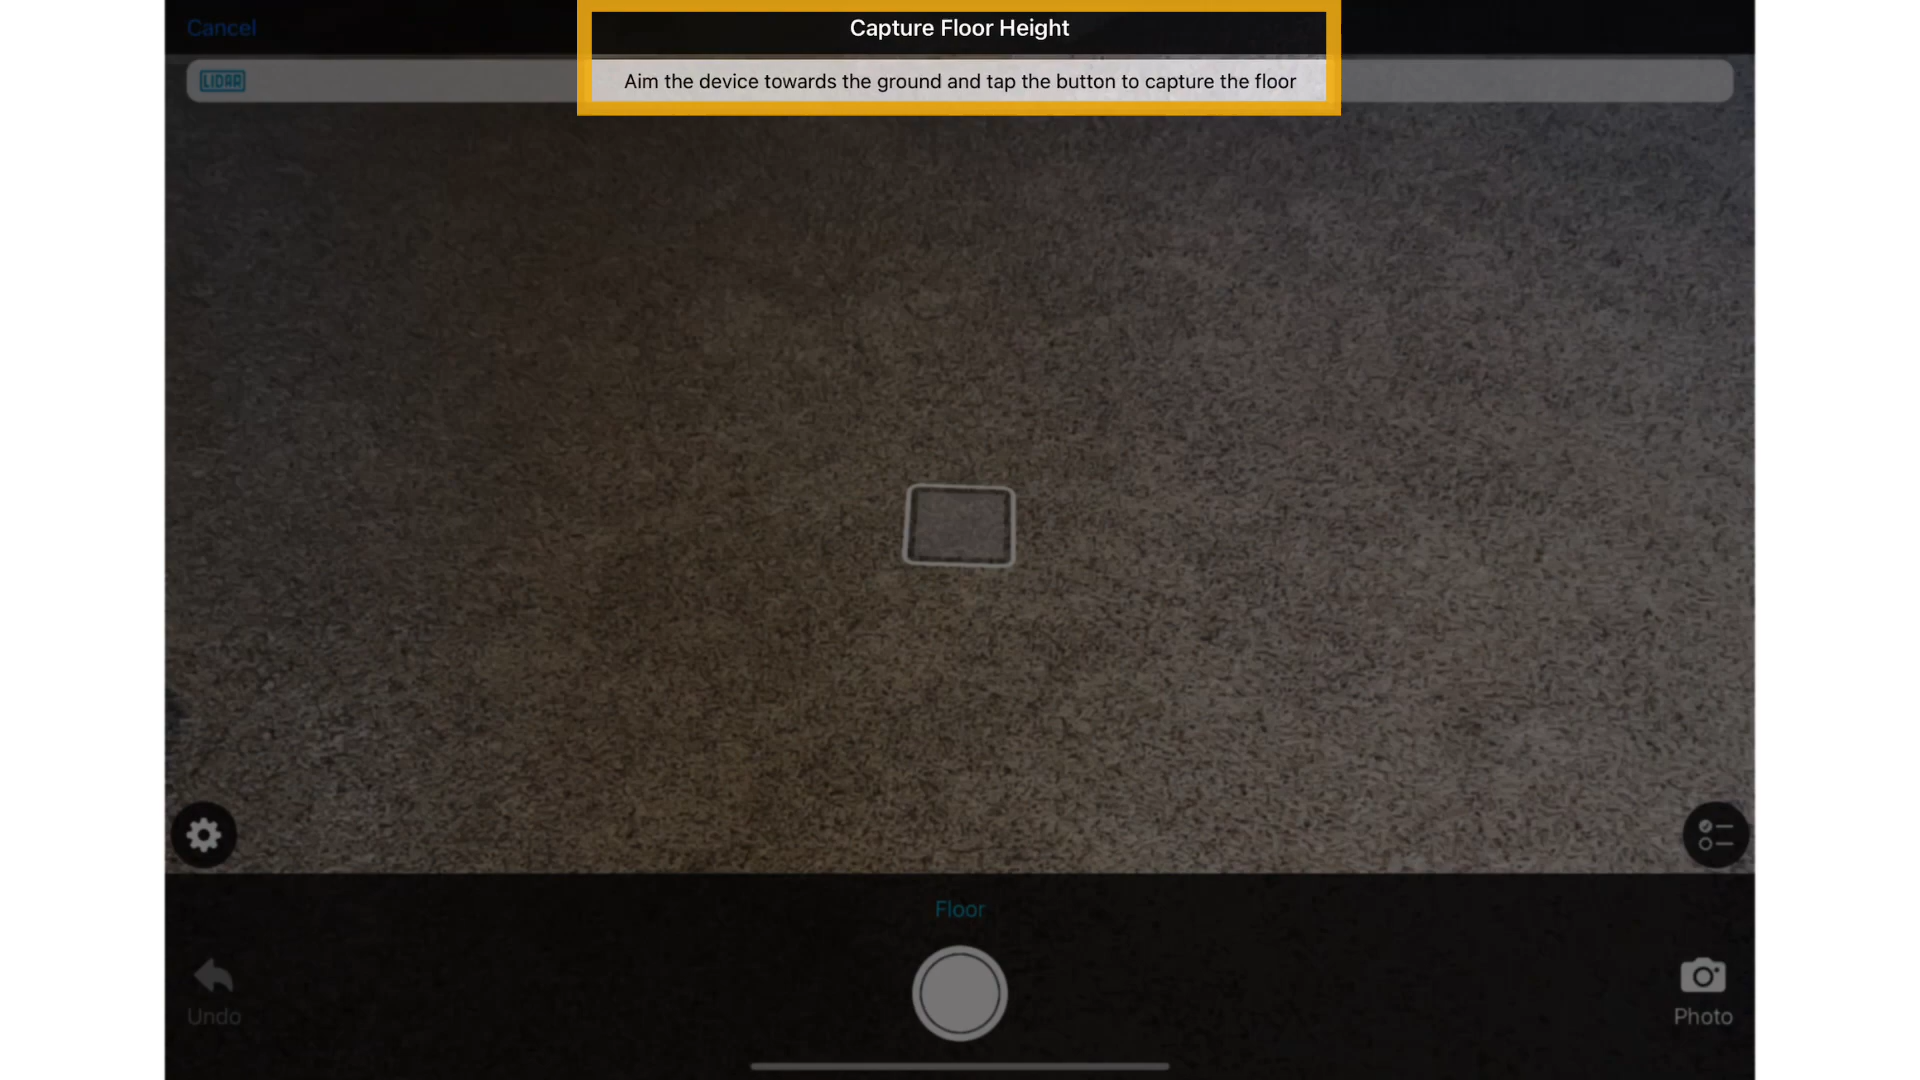 Cancel
Capture Floor Height
LIDAR
Aim the device towards the ground and tap the button to capture the floor
Floor
Undo
Photo